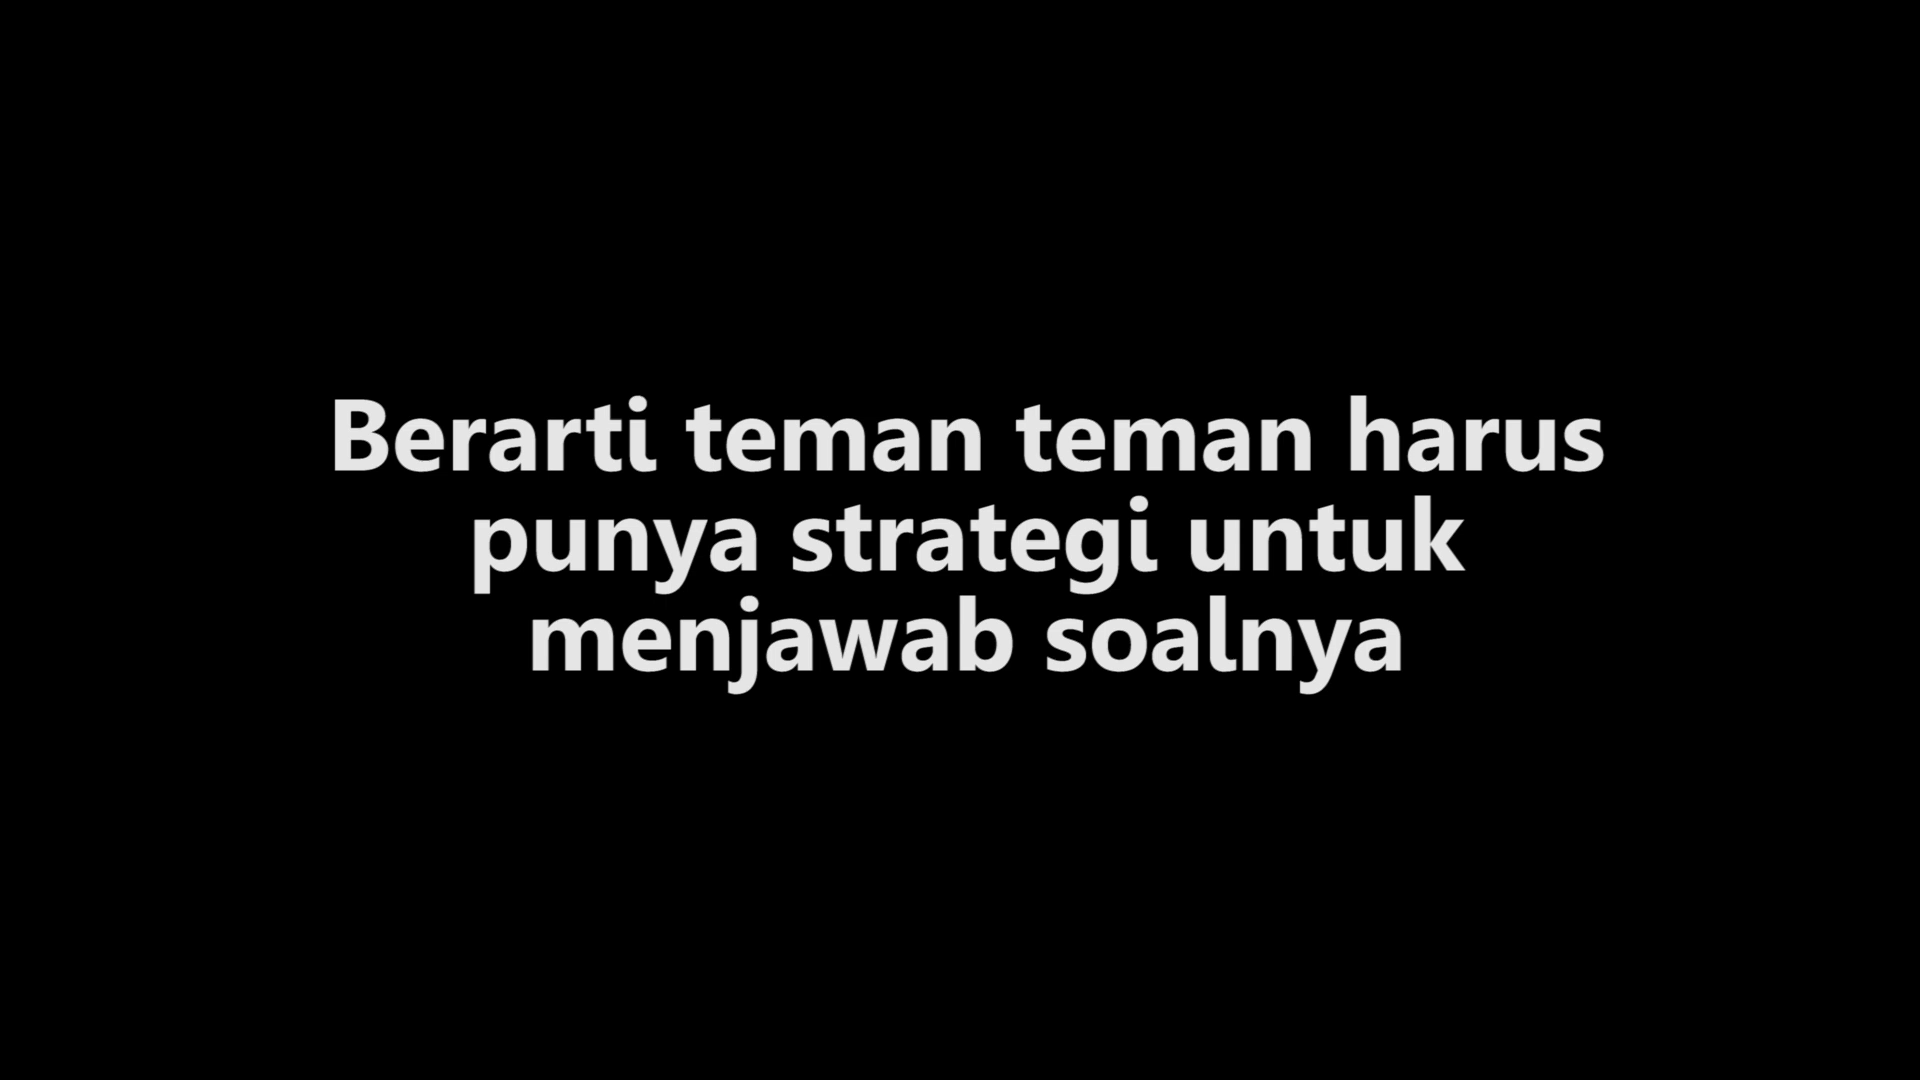 Berarti teman teman harus
punya strategi untuk
menjawab soalnya